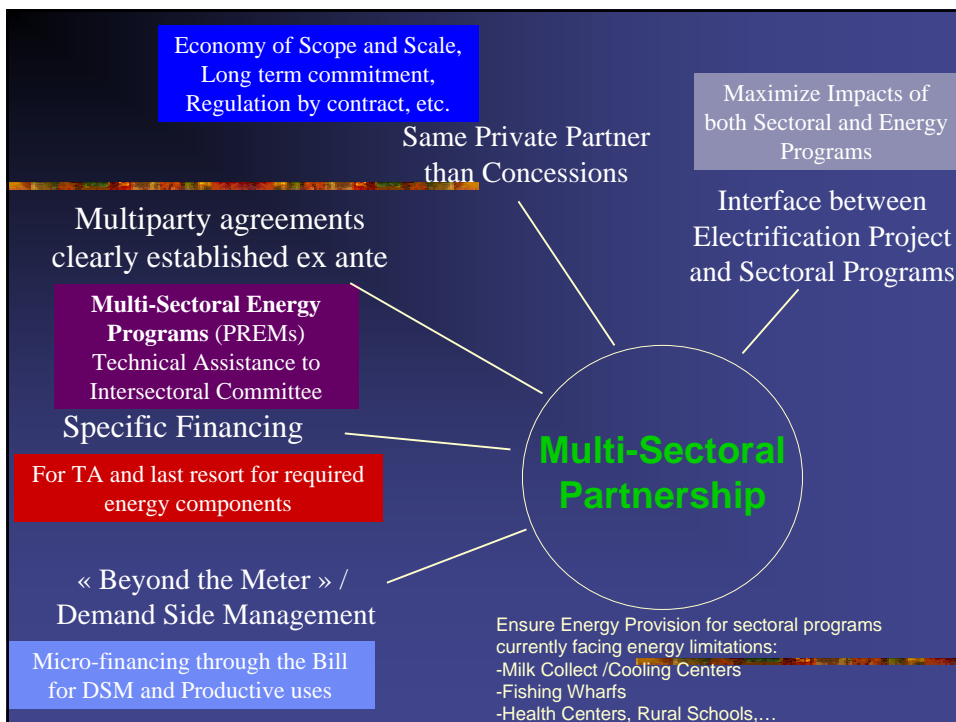 Economy of Scope and Scale,
Long term commitment,
Regulation by contract, etc.
Same Private Partner
than Concessions
Maximize Impacts of
both Sectoral and Energy
Programs
Interface between
Electrification Project
and Sectoral Programs
Multiparty agreements
clearly established ex ante
Multi-Sectoral Energy
Programs (PREMs)
Technical Assistance to
Intersectoral Committee
Specific Financing
For TA and last resort for required
energy components
Multi-Sectoral
Partnership
« Beyond the Meter » /
Demand Side Management
Micro-financing through the Bill
for DSM and Productive uses
Ensure Energy Provision for sectoral programs
currently facing energy limitations:
-Milk Collect /Cooling Centers
-Fishing Wharfs
-Health Centers, Rural Schools,…